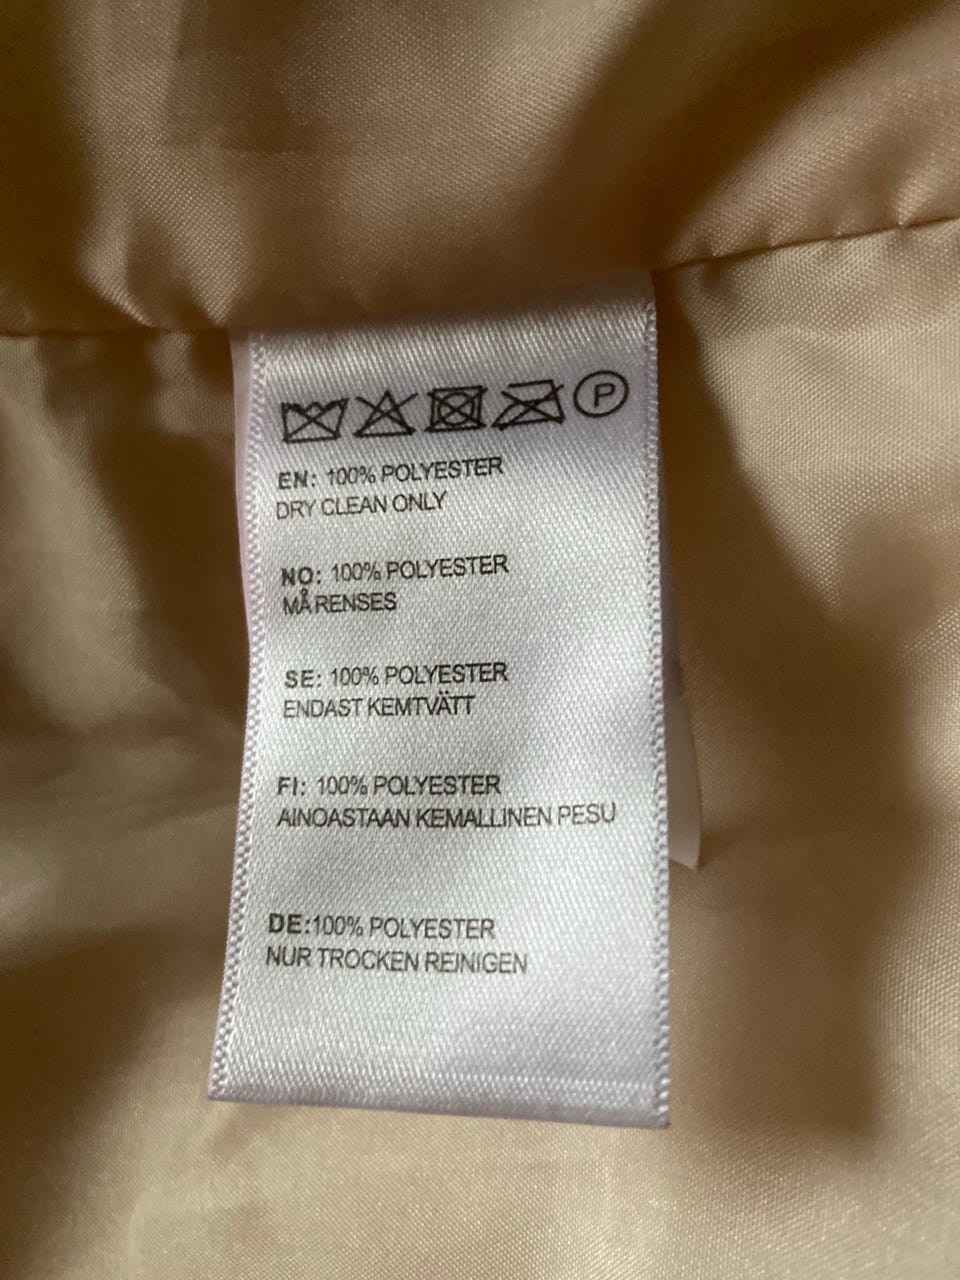 P
EN: 100% POLYESTER
DRY CLEAN ONLY
NO: 100% POLYESTER
MÅ RENSES
SE: 100% POLYESTER
ENDAST KEMTVÄTT
FI: 100% POLYESTER
AINOASTAAN KEMALLINEN PESU
DE:100% POLYESTER
NUR TROCKEN REINIGEN